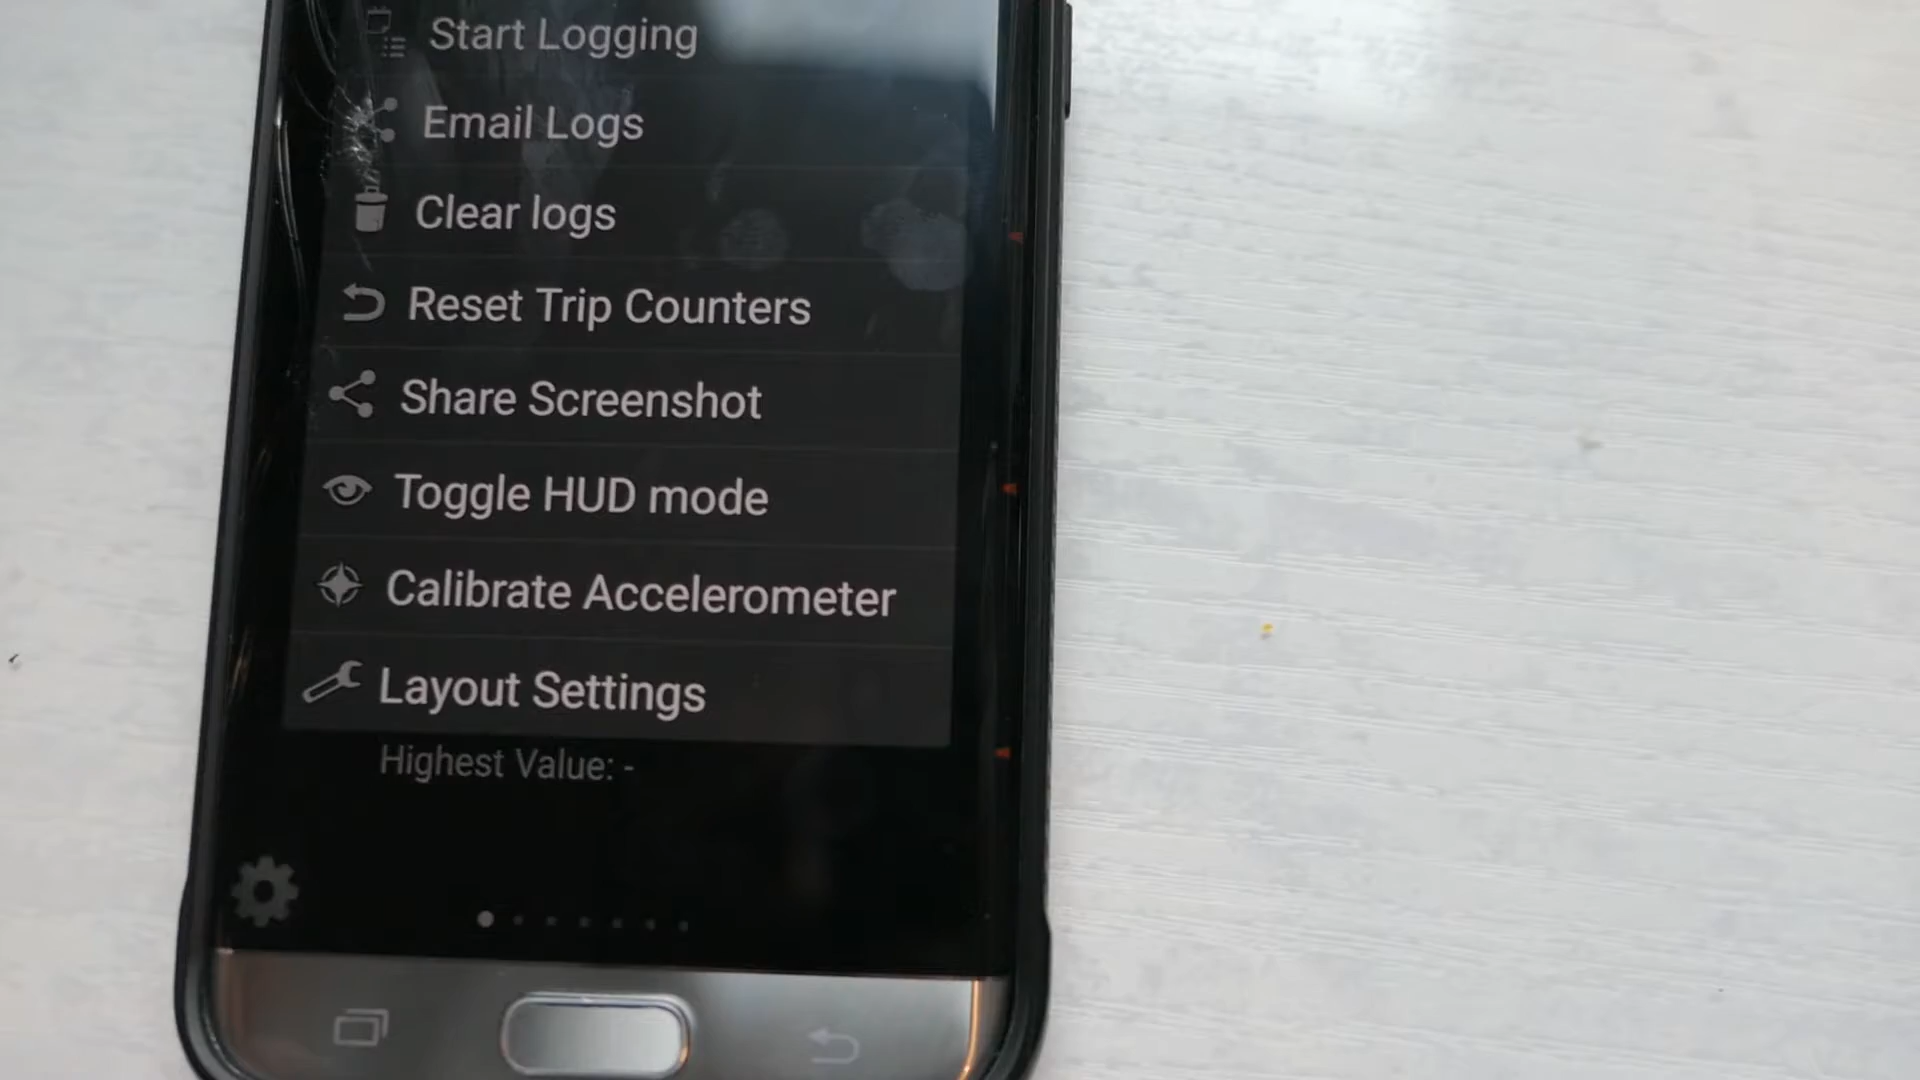 Start Logging
Email Logs
Clear logs
Reset Trip Counters
Share Screenshot
Toggle HUD mode
Calibrate Accelerometer
Layout Settings
Highest Value: -